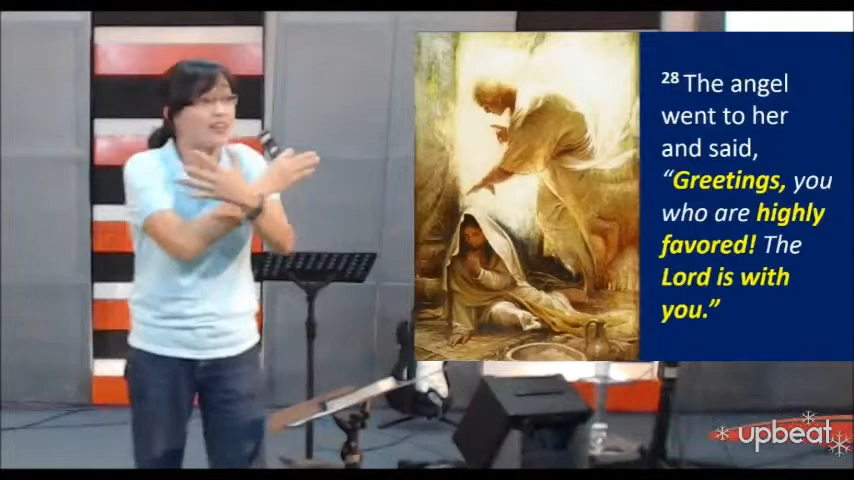 28 The angel
went to her
and said,
“Greetings, you
who are highly
favored! The
Lord is with
you.”
upbeat